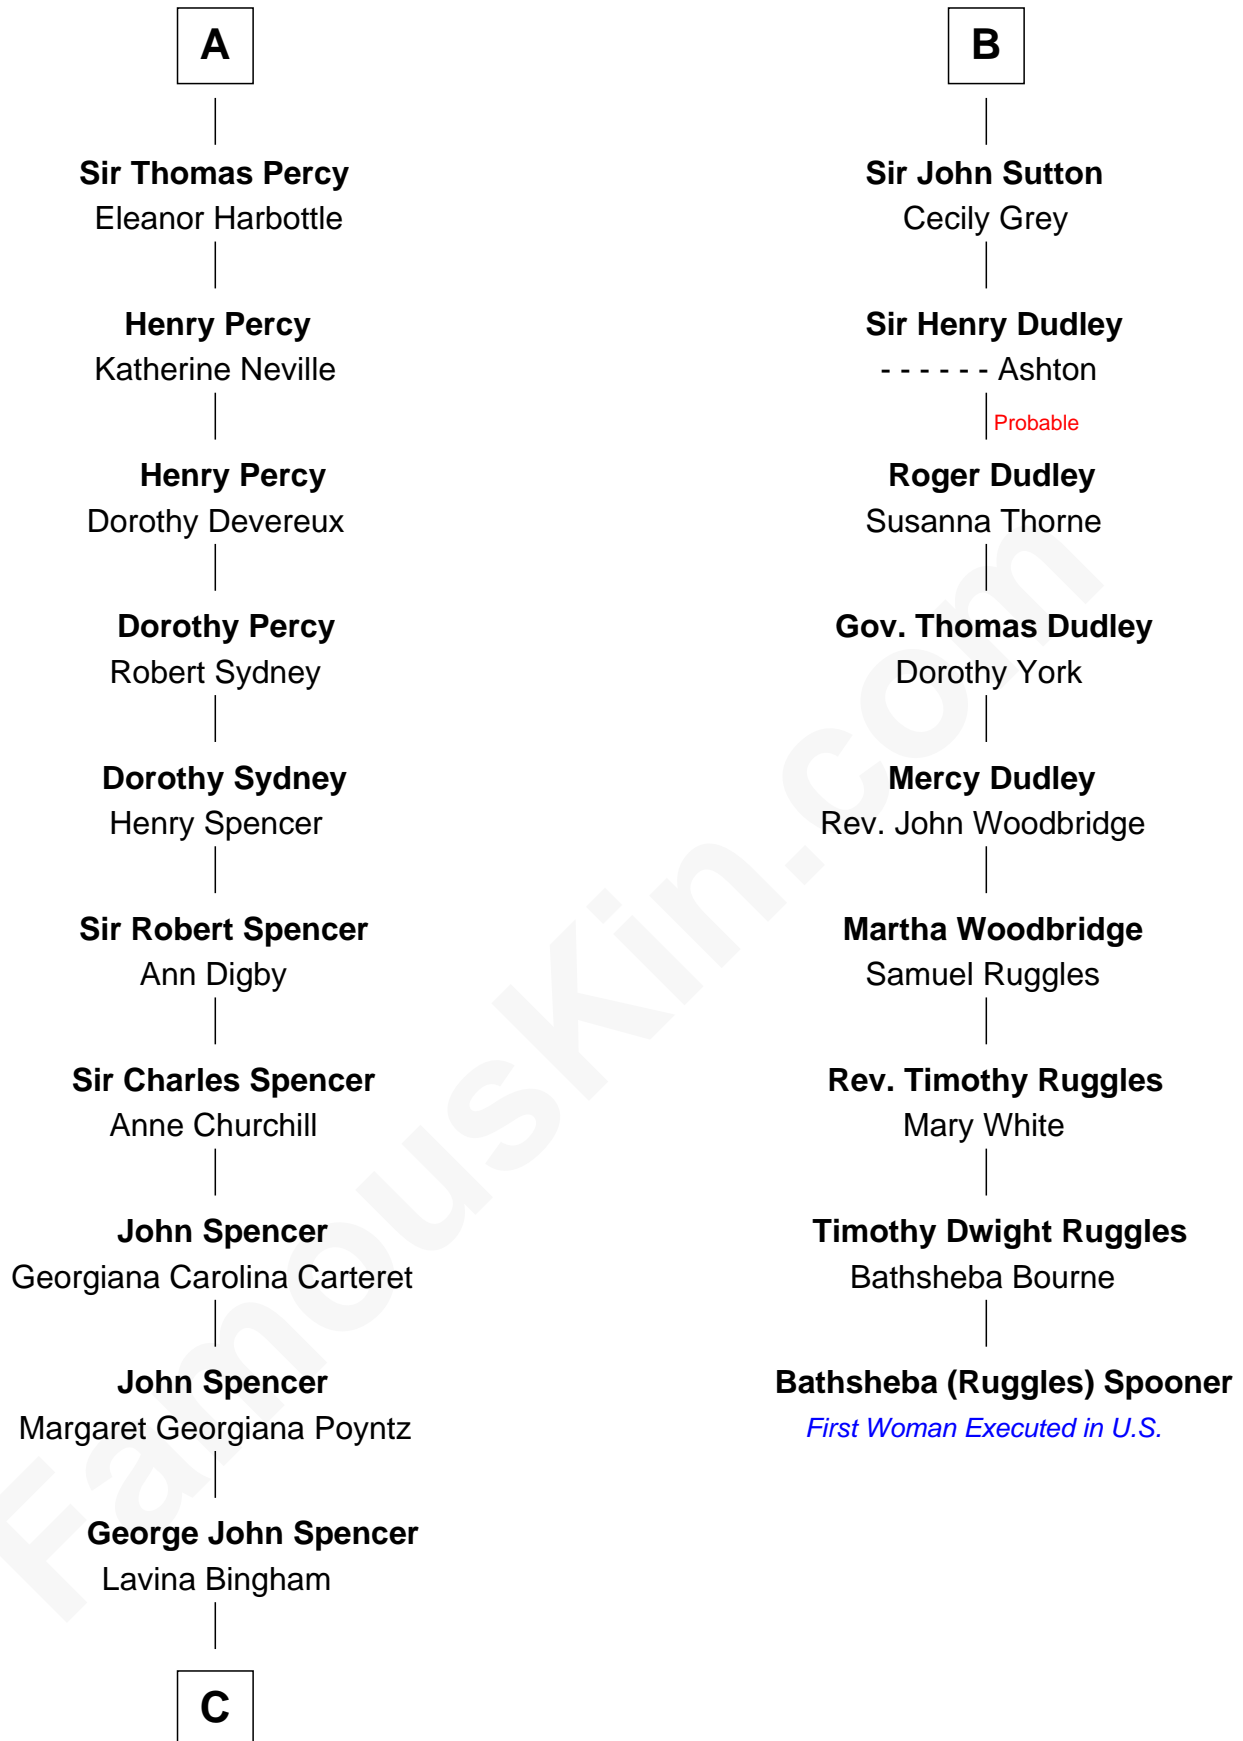 A
Sir Thomas Percy
Eleanor Harbottle
Henry Percy
Katherine Neville
Henry Percy
Dorothy Devereux
Dorothy Percy
Robert Sydney
Dorothy Sydney
Henry Spencer
Sir Robert Spencer
Ann Digby
Sir Charles Spencer
Anne Churchill
John Spencer
Georgiana Carolina Carteret
John Spencer
Margaret Georgiana Poyntz
George John Spencer
Lavina Bingham
C
B
Sir John Sutton
Cecily Grey
Sir Henry Dudley
- - - - - - Ashton
Probable
Roger Dudley
Susanna Thorne
Gov. Thomas Dudley
Dorothy York
Mercy Dudley
Rev. John Woodbridge
Martha Woodbridge
Samuel Ruggles
Rev. Timothy Ruggles
Mary White
Timothy Dwight Ruggles
Bathsheba Bourne
Bathsheba (Ruggles) Spooner
First Woman Executed in U.S.
FamousKin.com